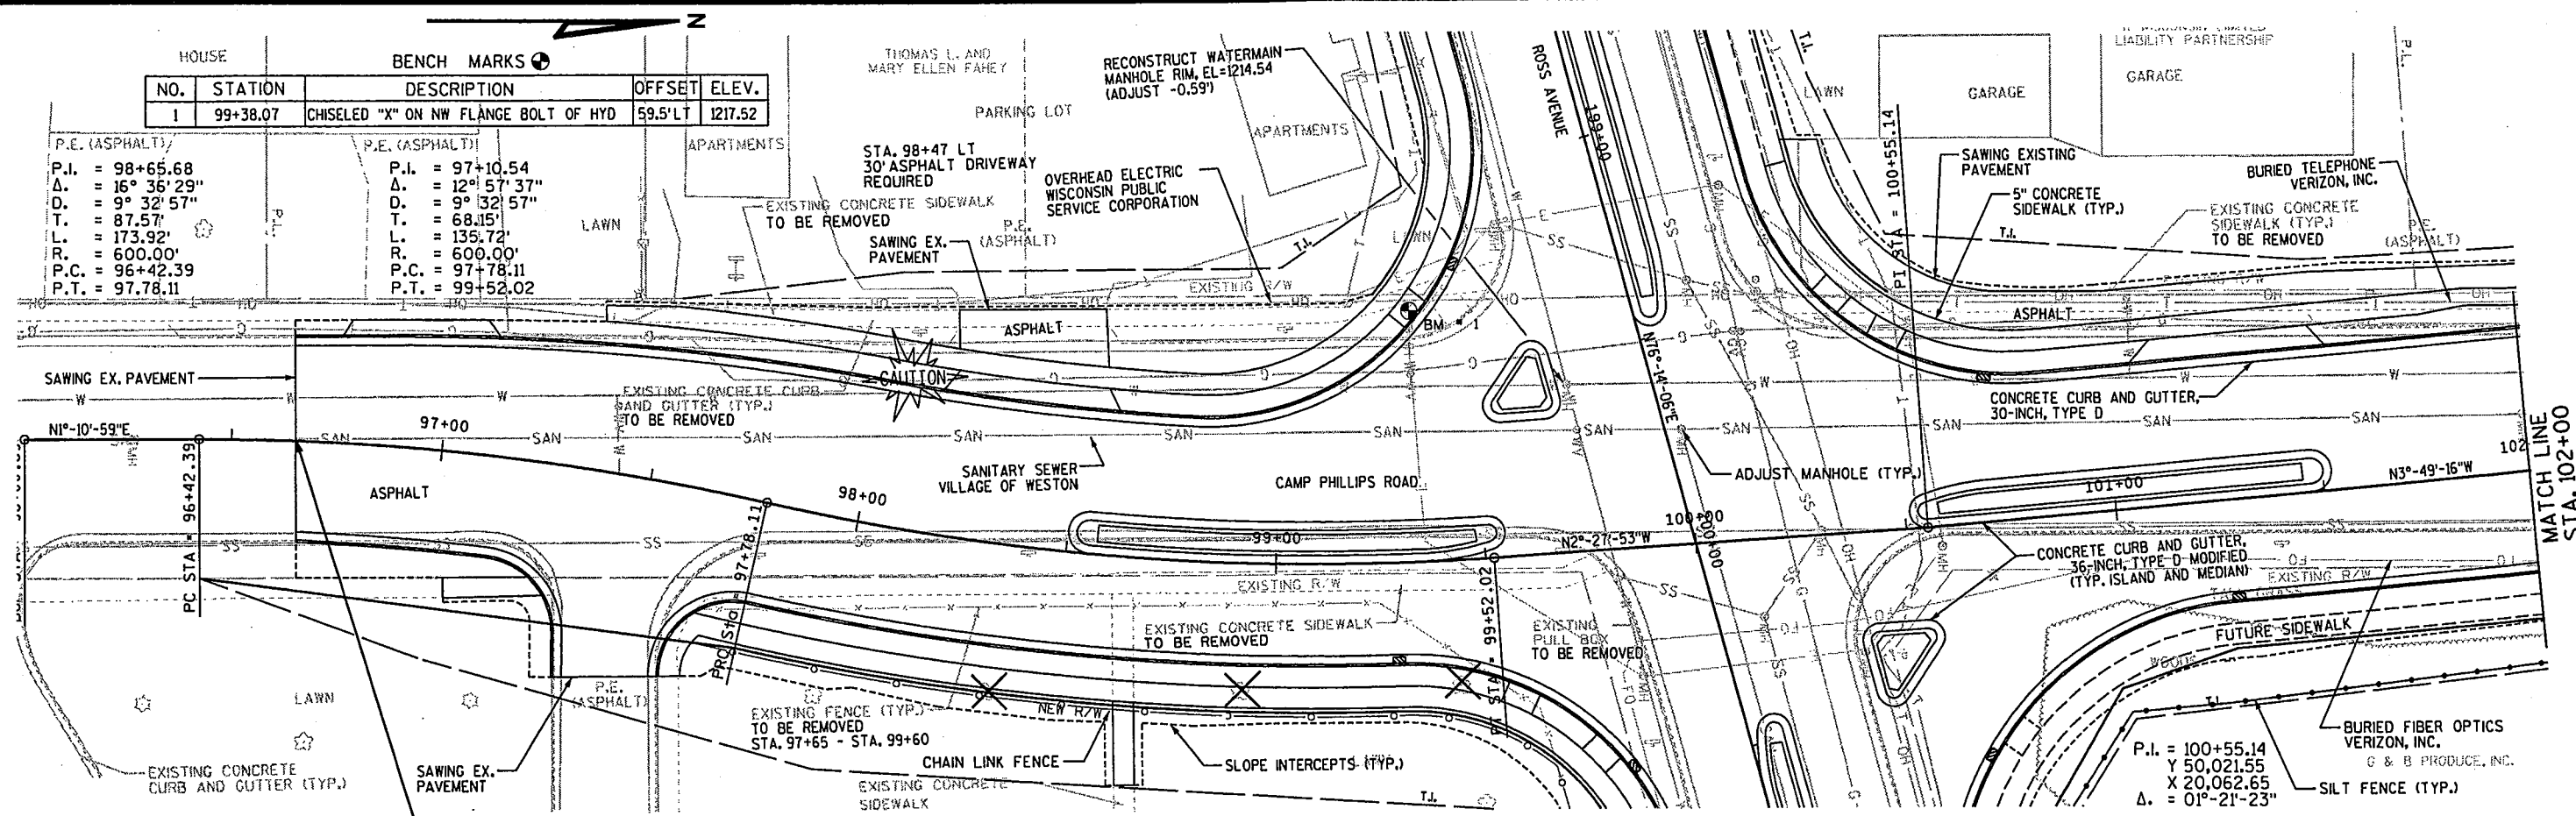 N
HOUSE
BENCH MARKS
NO. STATION DESCRIPTION OFFSET ELEV.
1 99+38.07 CHISELED "X" ON NW FLANGE BOLT OF HYD 59.5'LT 1217.52
P.E. (ASPHALT)
P.I. = 98+65.68
Δ. = 16° 36' 29"
D. = 9° 32' 57"
T. = 87.57'
L. = 173.92'
R. = 600.00'
P.C. = 96+42.39
P.T. = 97.78.11
P.L.
P.E. (ASPHALT)
P.I. = 97+10.54
Δ. = 12° 57' 37"
D. = 9° 32' 57"
T. = 68.15'
L. = 135.72'
R. = 600.00'
P.C. = 97+78.11
P.T. = 99+52.02
LAWN
APARTMENTS
THOMAS L. AND
MARY ELLEN FAHEY
PARKING LOT
RECONSTRUCT WATERMAIN
MANHOLE RIM, EL=1214.54
(ADJUST -0.59')
APARTMENTS
STA. 98+47 LT
30' ASPHALT DRIVEWAY
REQUIRED
OVERHEAD ELECTRIC
WISCONSIN PUBLIC
SERVICE CORPORATION
EXISTING CONCRETE SIDEWALK
TO BE REMOVED
SAWING EX.
PAVEMENT
P.E.
(ASPHALT)
T.I.
LAWN
EXISTING R/W
ASPHALT
BM - 1
ROSS AVENUE
199+00
T.I.
LAWN
GARAGE
LIABILITY PARTNERSHIP
GARAGE
P.L.
PI STA = 100+55.14
SAWING EXISTING
PAVEMENT
5" CONCRETE
SIDEWALK (TYP.)
BURIED TELEPHONE
VERIZON, INC.
EXISTING CONCRETE
SIDEWALK (TYP.)
TO BE REMOVED
T.I.
P.E.
(ASPHALT)
ASPHALT
SAWING EX. PAVEMENT
EXISTING CONCRETE CURB
AND GUTTER (TYP.)
TO BE REMOVED
CAUTION
N76°-14'-06"E
CONCRETE CURB AND GUTTER,
30-INCH, TYPE D
N1°-10'-59"E
97+00
PC STA = 96+42.39
ASPHALT
SANITARY SEWER
VILLAGE OF WESTON
CAMP PHILLIPS ROAD
ADJUST MANHOLE (TYP.)
98+00
97+78.11
99+00
N2°-27'-53"W
100+00
101+00
N3°-49'-16"W
102
MATCH LINE
STA. 102+00
EXISTING R/W
EXISTING CONCRETE SIDEWALK
TO BE REMOVED
PT STA = 99+52.02
EXISTING
PULL BOX
TO BE REMOVED
CONCRETE CURB AND GUTTER,
36-INCH, TYPE D MODIFIED
(TYP. ISLAND AND MEDIAN)
EXISTING R/W
FUTURE SIDEWALK
WOODS
LAWN
P.E.
(ASPHALT)
EXISTING FENCE (TYP.)
TO BE REMOVED
STA. 97+65 - STA. 99+60
NEW R/W
CHAIN LINK FENCE
SLOPE INTERCEPTS (TYP.)
EXISTING CONCRETE
CURB AND GUTTER (TYP.)
SAWING EX.
PAVEMENT
EXISTING CONCRETE
SIDEWALK
T.I.
P.I. = 100+55.14
Y 50,021.55
X 20,062.65
Δ. = 01°-21'-23"
BURIED FIBER OPTICS
VERIZON, INC.
G & B PRODUCE, INC.
SILT FENCE (TYP.)